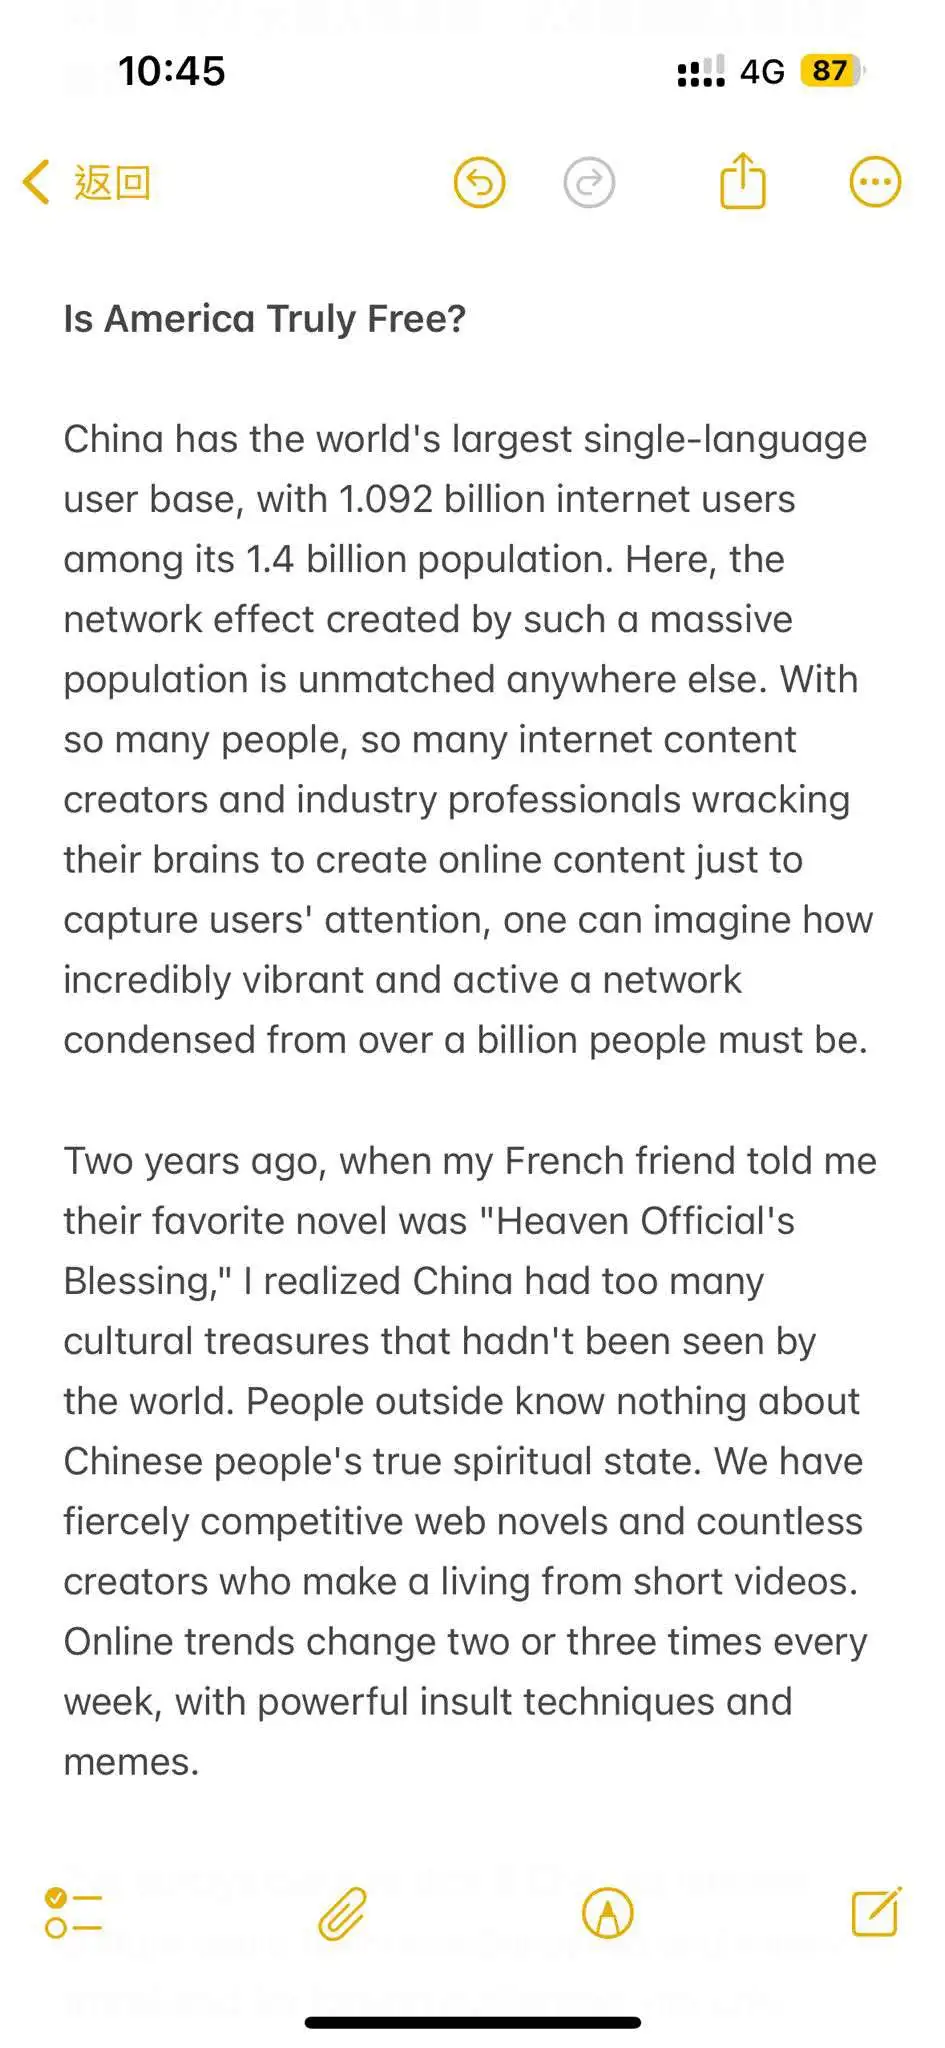 10:45
4G 87
返回
Is America Truly Free?
China has the world's largest single-language
user base, with 1.092 billion internet users
among its 1.4 billion population. Here, the
network effect created by such a massive
population is unmatched anywhere else. With
so many people, so many internet content
creators and industry professionals wracking
their brains to create online content just to
capture users' attention, one can imagine how
incredibly vibrant and active a network
condensed from over a billion people must be.
Two years ago, when my French friend told me
their favorite novel was "Heaven Official's
Blessing," I realized China had too many
cultural treasures that hadn't been seen by
the world. People outside know nothing about
Chinese people's true spiritual state. We have
fiercely competitive web novels and countless
creators who make a living from short videos.
Online trends change two or three times every
week, with powerful insult techniques and
memes.